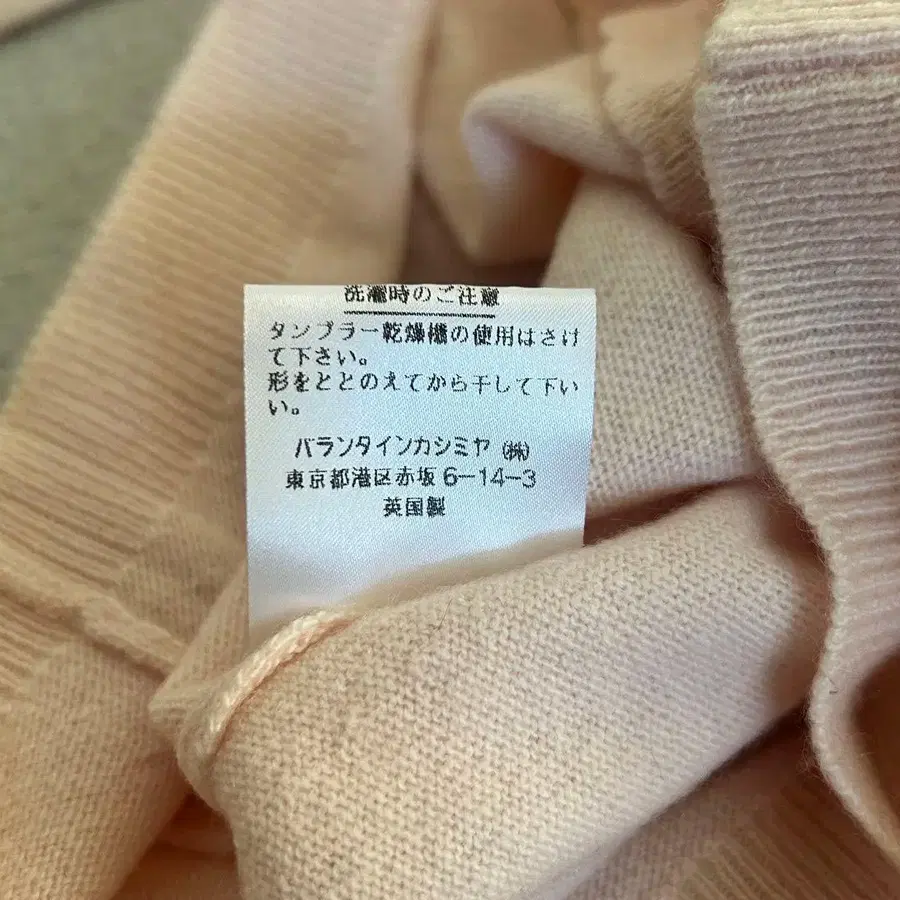 洗濯時のご注意
タンブラー乾燥機の使用はさけ
て下さい。
形をととのえてから干して下い
い。
バランタインカシミヤ（株）
東京都港区赤坂6-14-3
英国製